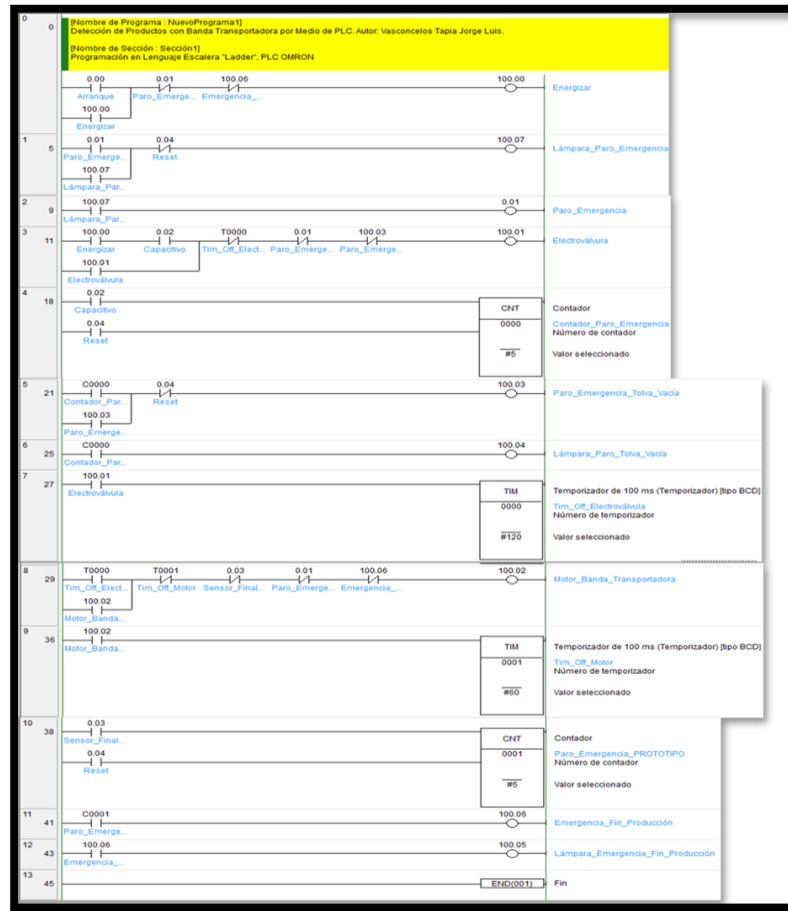 0 0 [Nombre de Programa : NuevoPrograma1]
Detección de Productos con Banda Transportadora por Medio de PLC. Autor: Vasconcelos Tapia Jorge Luis.
[Nombre de Sección : Sección1]
Programación en Lenguaje Escalera "Ladder", PLC OMRON
0.00 0.01 100.06 100.00
Arranque Paro_Emerge... Emergencia_... Energizar
100.00
Energizar
1 5 0.01 0.04 100.07
Paro_Emerge... Reset Lámpara_Paro_Emergencia
100.07
Lámpara_Par...
2 9 100.07 0.01
Lámpara_Par... Paro_Emergencia
3 11 100.00 0.02 T0000 0.01 100.03 100.01
Energizar Capacitivo Tim_Off_Elect... Paro_Emerge... Paro_Emerge... Electroválvula
100.01
Electroválvula
4 18 0.02
Capacitivo CNT Contador
0.04 0000 Contador_Paro_Emergencia
Reset Número de contador
#5 Valor seleccionado
5 21 C0000 0.04 100.03
Contador_Par... Reset Paro_Emergencia_Tolva_Vacía
100.03
Paro_Emerge...
6 25 C0000 100.04
Contador_Par... Lámpara_Paro_Tolva_Vacía
7 27 100.01
Electroválvula TIM Temporizador de 100 ms (Temporizador) [tipo BCD]
0000 Tim_Off_Electroválvula
Número de temporizador
#120 Valor seleccionado
8 29 T0000 T0001 0.03 0.01 100.06 100.02
Tim_Off_Elect... Tim_Off_Motor Sensor_Final... Paro_Emerge... Emergencia_... Motor_Banda_Transportadora
100.02
Motor_Banda...
9 36 100.02
Motor_Banda... TIM Temporizador de 100 ms (Temporizador) [tipo BCD]
0001 Tim_Off_Motor
Número de temporizador
#60 Valor seleccionado
10 38 0.03
Sensor_Final... CNT Contador
0.04 0001 Paro_Emergencia_PROTOTIPO
Reset Número de contador
#5 Valor seleccionado
11 41 C0001 100.06
Paro_Emerge... Emergencia_Fin_Producción
12 43 100.06 100.05
Emergencia_... Lámpara_Emergencia_Fin_Producción
13 45 END(001) Fin